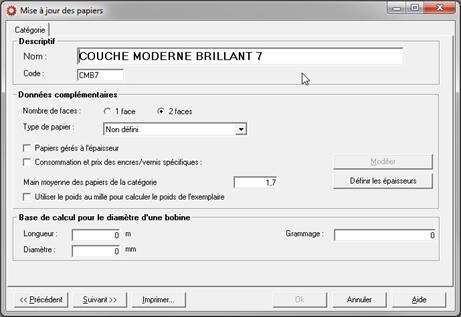 Mise à jour des papiers
Catégorie
Descriptif
Nom : COUCHE MODERNE BRILLANT 7
Code : CMB7
Données complémentaires
Nombre de faces : 1 face 2 faces
Type de papier : Non défini
Papiers gérés à l'épaisseur
Consommation et prix des encres/vernis spécifiques : Modifier
Main moyenne des papiers de la catégorie 1,7 Définir les épaisseurs
Utiliser le poids au mille pour calculer le poids de l'exemplaire
Base de calcul pour le diamètre d'une bobine
Longueur : 0 m Grammage : 0
Diamètre : 0 mm
<< Précédent Suivant >> Imprimer... Ok Annuler Aide